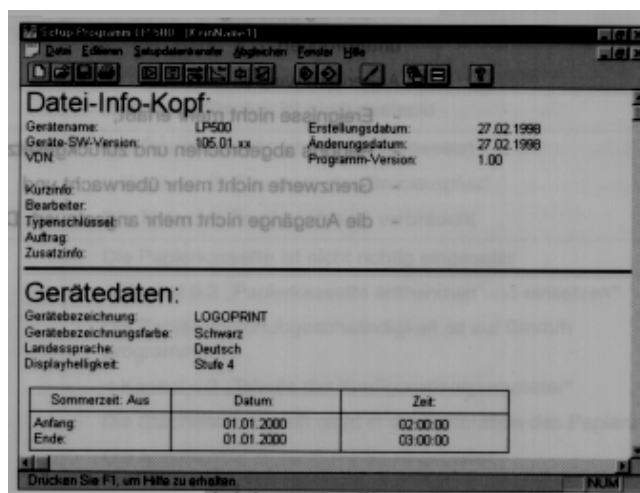 Setup Programm LP500 - [KeinName1]
Datei Editieren Setupdatentransfer Abgleichen Fenster Hilfe
Datei-Info-Kopf:
Gerätename: LP500 Erstellungsdatum: 27.02.1998
Geräte-SW-Version: 105.01.xx Änderungsdatum: 27.02.1998
VDN: Programm-Version: 1.00
Kurzinfo:
Bearbeiter:
Typenschlüssel:
Auftrag:
Zusatzinfo:
Gerätedaten:
Gerätebezeichnung: LOGOPRINT
Gerätebezeichnungsfarbe: Schwarz
Landessprache: Deutsch
Displayhelligkeit: Stufe 4
Sommerzeit: Aus Datum: Zeit:
Anfang: 01.01.2000 02:00:00
Ende: 01.01.2000 03:00:00
Drücken Sie F1, um Hilfe zu erhalten. NUM